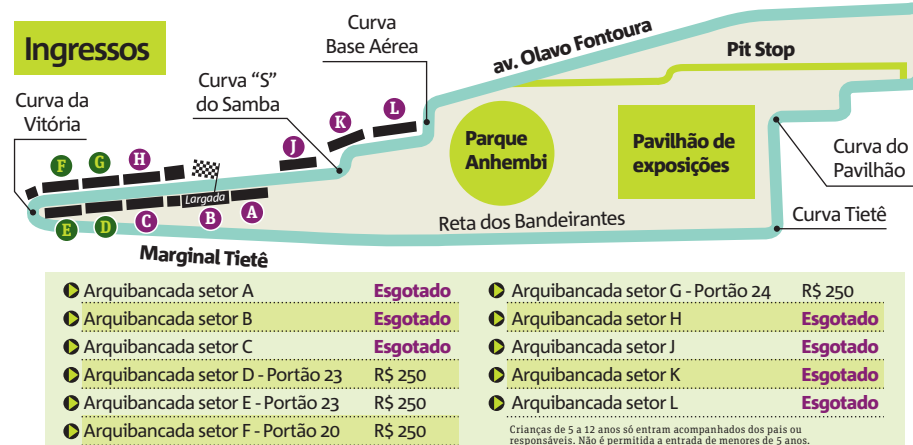 Ingressos
Curva da
Vitória
Curva “S”
do Samba
Curva
Base Aérea
av. Olavo Fontoura
Pit Stop
Parque
Anhembi
Pavilhão de
exposições
Curva do
Pavilhão
Curva Tietê
Reta dos Bandeirantes
Marginal Tietê
Largada
F
G
H
J
K
L
E
D
C
B
A
Arquibancada setor A Esgotado
Arquibancada setor B Esgotado
Arquibancada setor C Esgotado
Arquibancada setor D - Portão 23 R$ 250
Arquibancada setor E - Portão 23 R$ 250
Arquibancada setor F - Portão 20 R$ 250
Arquibancada setor G - Portão 24 R$ 250
Arquibancada setor H Esgotado
Arquibancada setor J Esgotado
Arquibancada setor K Esgotado
Arquibancada setor L Esgotado
Crianças de 5 a 12 anos só entram acompanhados dos pais ou
responsáveis. Não é permitida a entrada de menores de 5 anos.